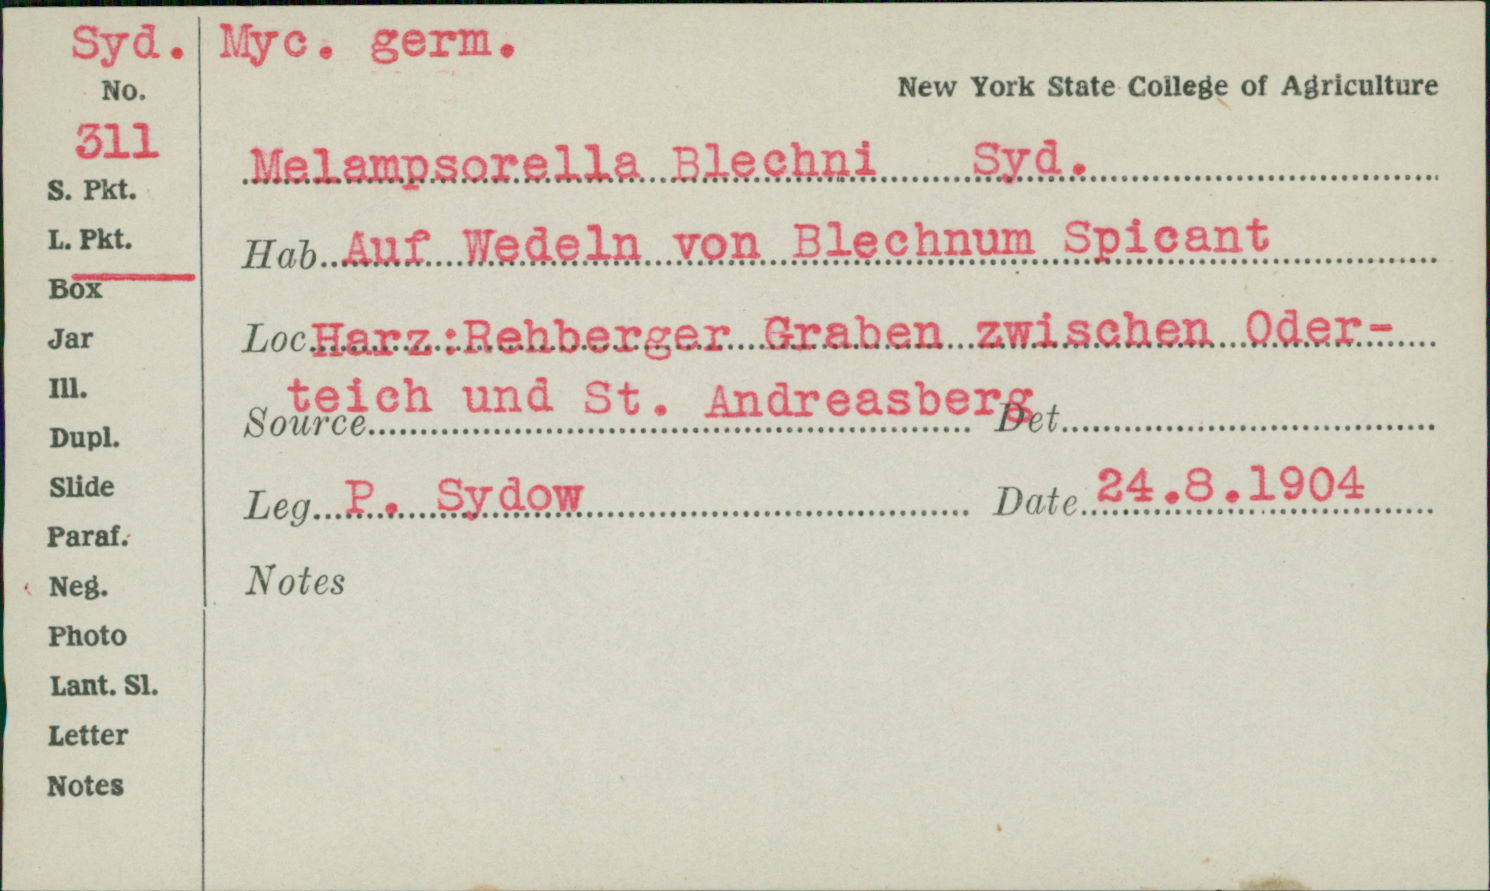 Syd. Myc. germ.
No.
New York State College of Agriculture
311
Melampsorella Blechni Syd.
S. Pkt.
L. Pkt.
Hab. Auf Wedeln von Blechnum Spicant
Box
Jar
Loc. Harz:Rehberger Graben zwischen Oder-
Ill.
teich und St. Andreasberg
Source Det
Dupl.
Slide
Leg. P. Sydow Date 24.8.1904
Paraf.
Neg.
Notes
Photo
Lant. Sl.
Letter
Notes